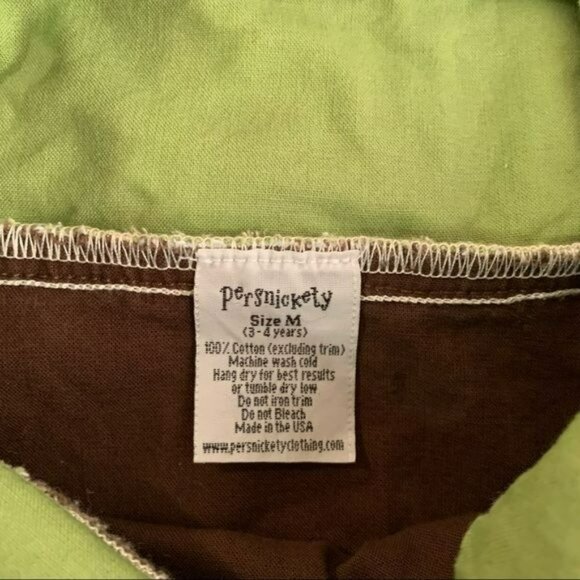 persnickety
Size M
(3-4 years)
100% Cotton (excluding trim)
Machine wash cold
Hang dry for best results
or tumble dry low
Do not iron trim
Do not Bleach
Made in the USA
www.persnicketyclothing.com